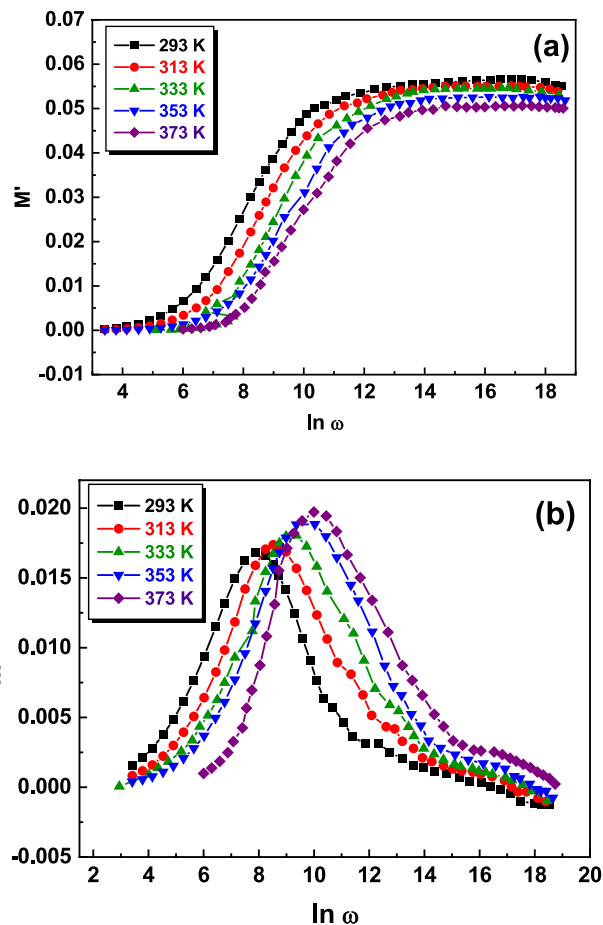 0.07
0.06
0.05
0.04
0.03
0.02
0.01
0.00
-0.01
M'
293 K
313 K
333 K
353 K
373 K
(a)
4 6 8 10 12 14 16 18
ln ω
0.020
0.015
0.010
0.005
0.000
-0.005
293 K
313 K
333 K
353 K
373 K
(b)
2 4 6 8 10 12 14 16 18 20
ln ω